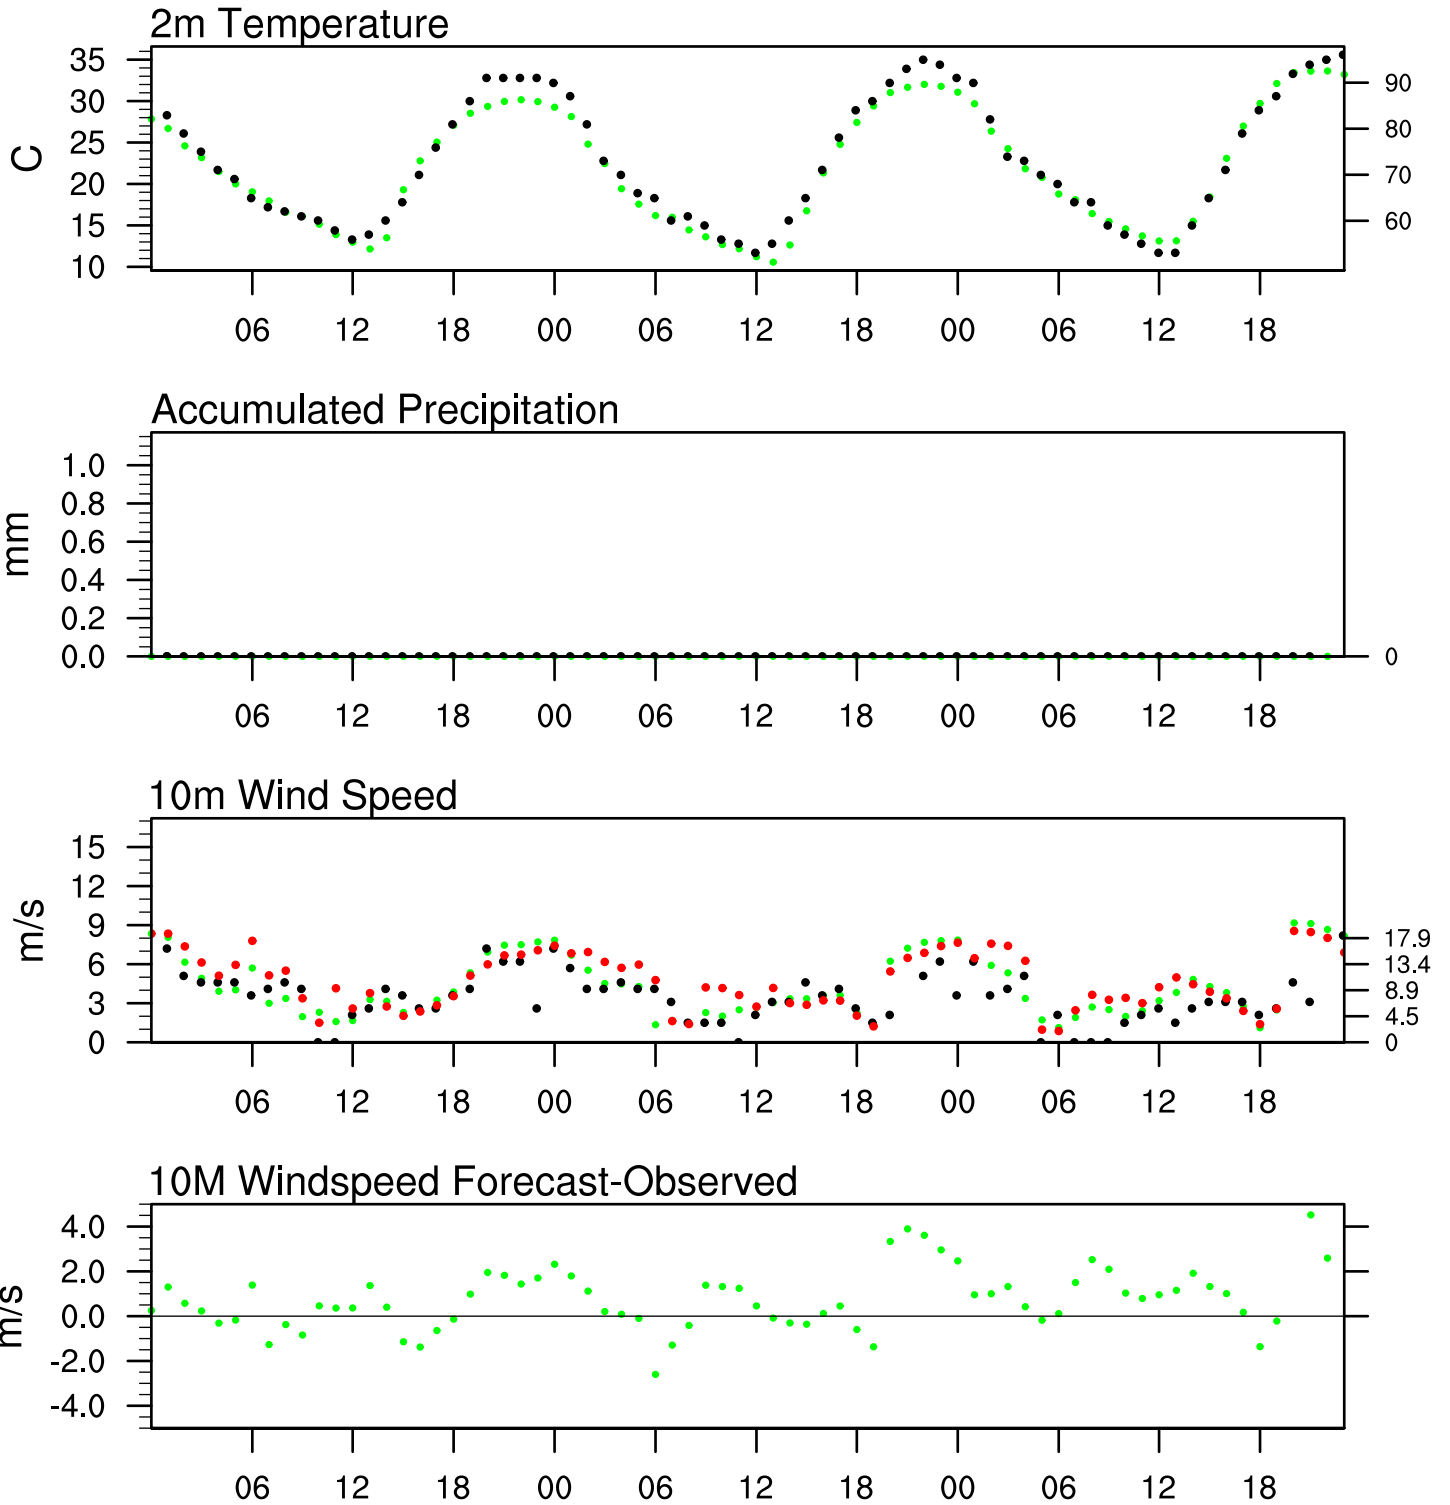 2m Temperature
C
35
30
25
20
15
10
90
80
70
60
06 12 18 00 06 12 18 00 06 12 18
Accumulated Precipitation
mm
1.0
0.8
0.6
0.4
0.2
0.0
0
06 12 18 00 06 12 18 00 06 12 18
10m Wind Speed
m/s
15
12
9
6
3
0
17.9
13.4
8.9
4.5
0
06 12 18 00 06 12 18 00 06 12 18
10M Windspeed Forecast-Observed
m/s
4.0
2.0
0.0
-2.0
-4.0
06 12 18 00 06 12 18 00 06 12 18